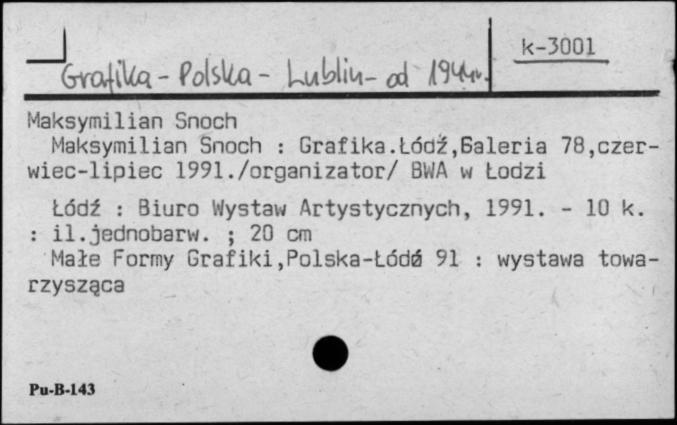 k-3001
Grafika - Polska - Lublin - od 1944r.
Maksymilian Snoch
Maksymilian Snoch : Grafika.Łódź,Galeria 78,czer-
wiec-lipiec 1991./organizator/ BWA w Łodzi
Łódź : Biuro Wystaw Artystycznych, 1991. - 10 k.
: il.jednobarw. ; 20 cm
Małe Formy Grafiki,Polska-Łódź 91 : wystawa towa-
rzysząca
Pu-B-143